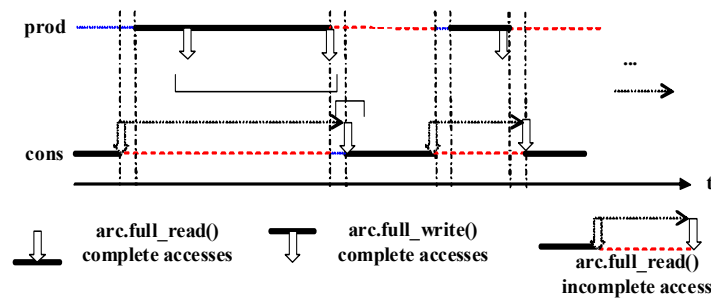 prod
...
cons
t
arc.full_read()
complete accesses
arc.full_write()
complete accesses
arc.full_read()
incomplete access